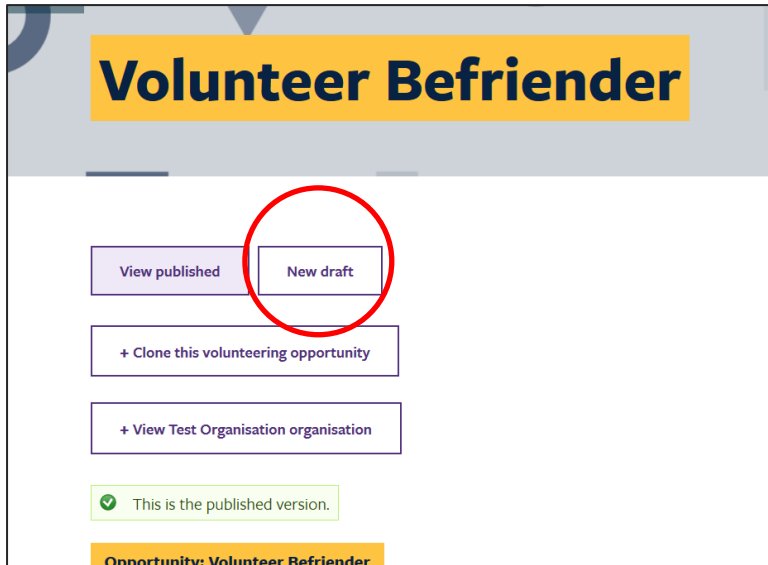 Volunteer Befriender
View published New draft
+ Clone this volunteering opportunity
+ View Test Organisation organisation
This is the published version.
Opportunity: Volunteer Befriender